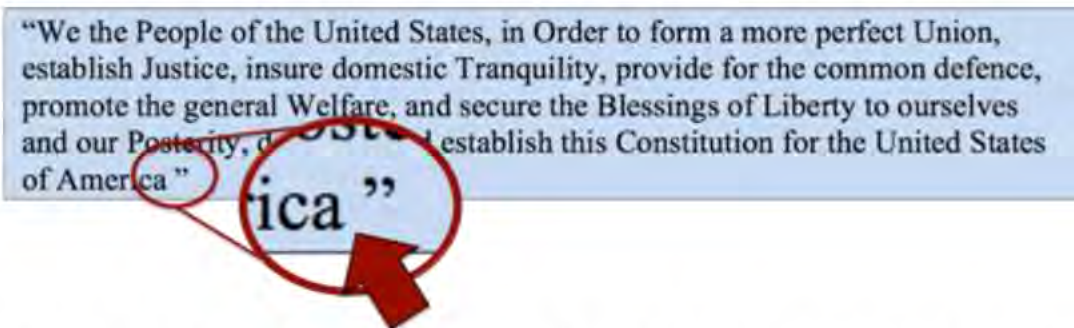 “We the People of the United States, in Order to form a more perfect Union,
establish Justice, insure domestic Tranquility, provide for the common defence,
promote the general Welfare, and secure the Blessings of Liberty to ourselves
and our Posterity, establish this Constitution for the United States
of America ”
rica ”